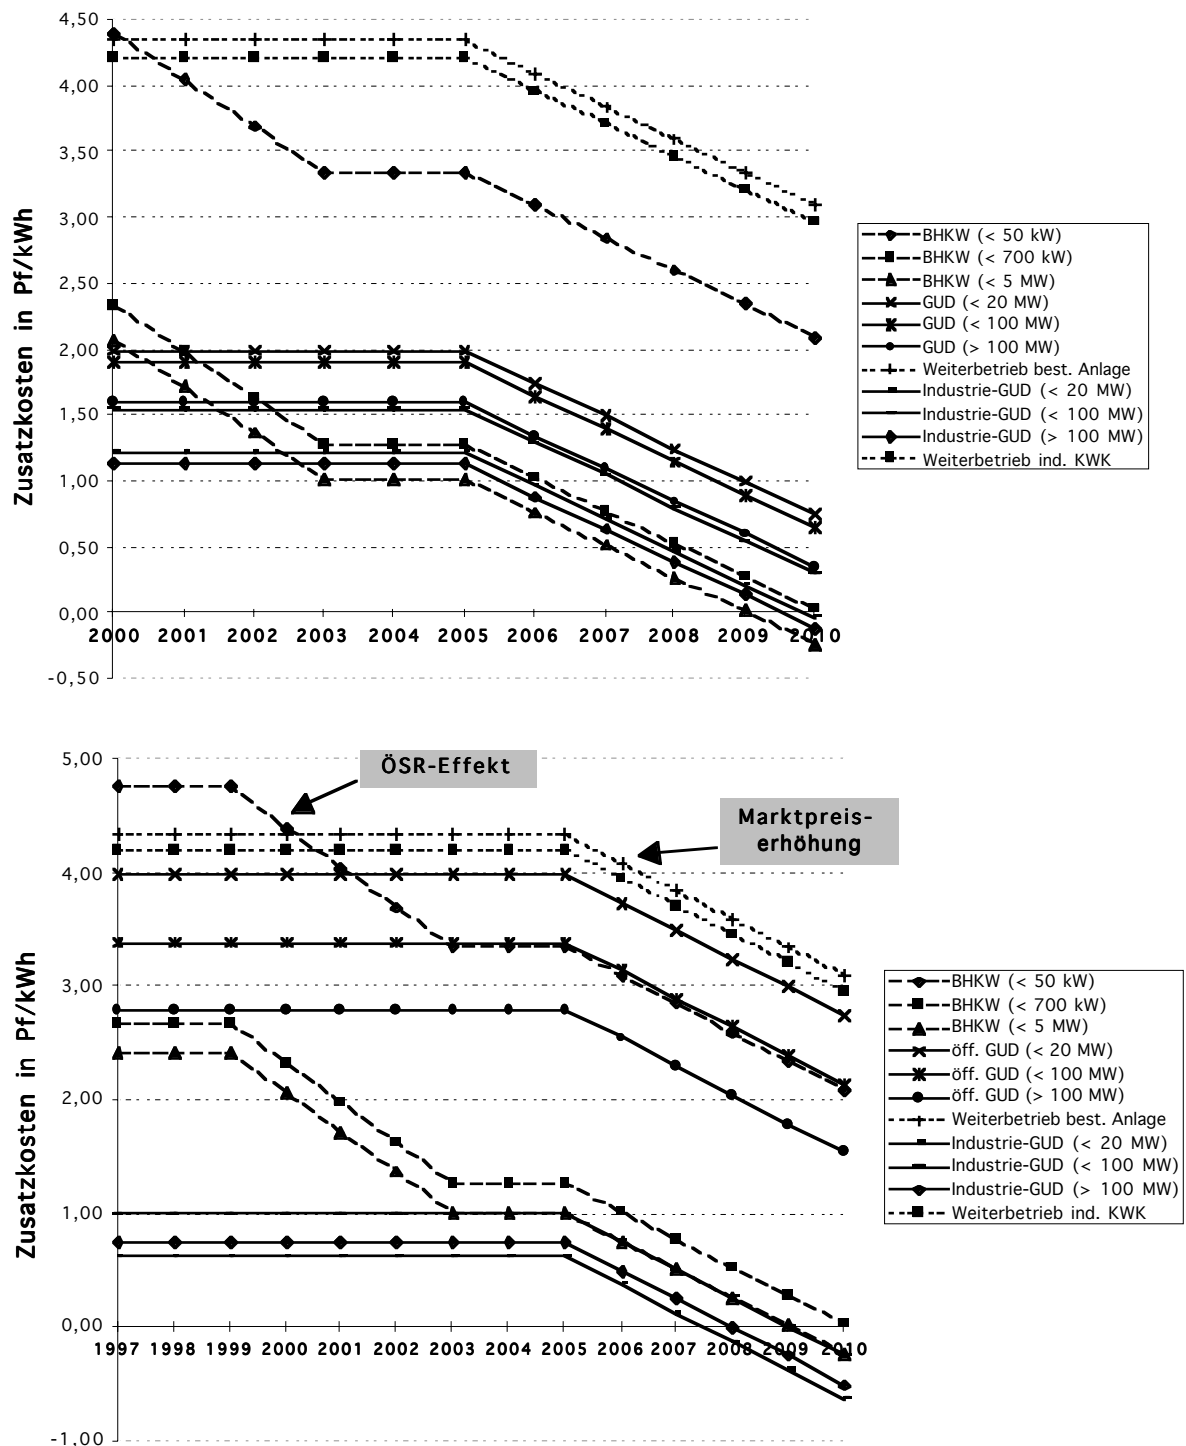 4,50
4,00
3,50
3,00
2,50
2,00
1,50
1,00
0,50
0,00
-0,50
Zusatzkosten in Pf/kWh
2000 2001 2002 2003 2004 2005 2006 2007 2008 2009 2010
BHKW (< 50 kW)
BHKW (< 700 kW)
BHKW (< 5 MW)
GUD (< 20 MW)
GUD (< 100 MW)
GUD (> 100 MW)
Weiterbetrieb best. Anlage
Industrie-GUD (< 20 MW)
Industrie-GUD (< 100 MW)
Industrie-GUD (> 100 MW)
Weiterbetrieb ind. KWK
5,00
4,00
3,00
2,00
1,00
0,00
-1,00
Zusatzkosten in Pf/kWh
ÖSR-Effekt
Marktpreis-
erhöhung
1997 1998 1999 2000 2001 2002 2003 2004 2005 2006 2007 2008 2009 2010
BHKW (< 50 kW)
BHKW (< 700 kW)
BHKW (< 5 MW)
öff. GUD (< 20 MW)
öff. GUD (< 100 MW)
öff. GUD (> 100 MW)
Weiterbetrieb best. Anlage
Industrie-GUD (< 20 MW)
Industrie-GUD (< 100 MW)
Industrie-GUD (> 100 MW)
Weiterbetrieb ind. KWK